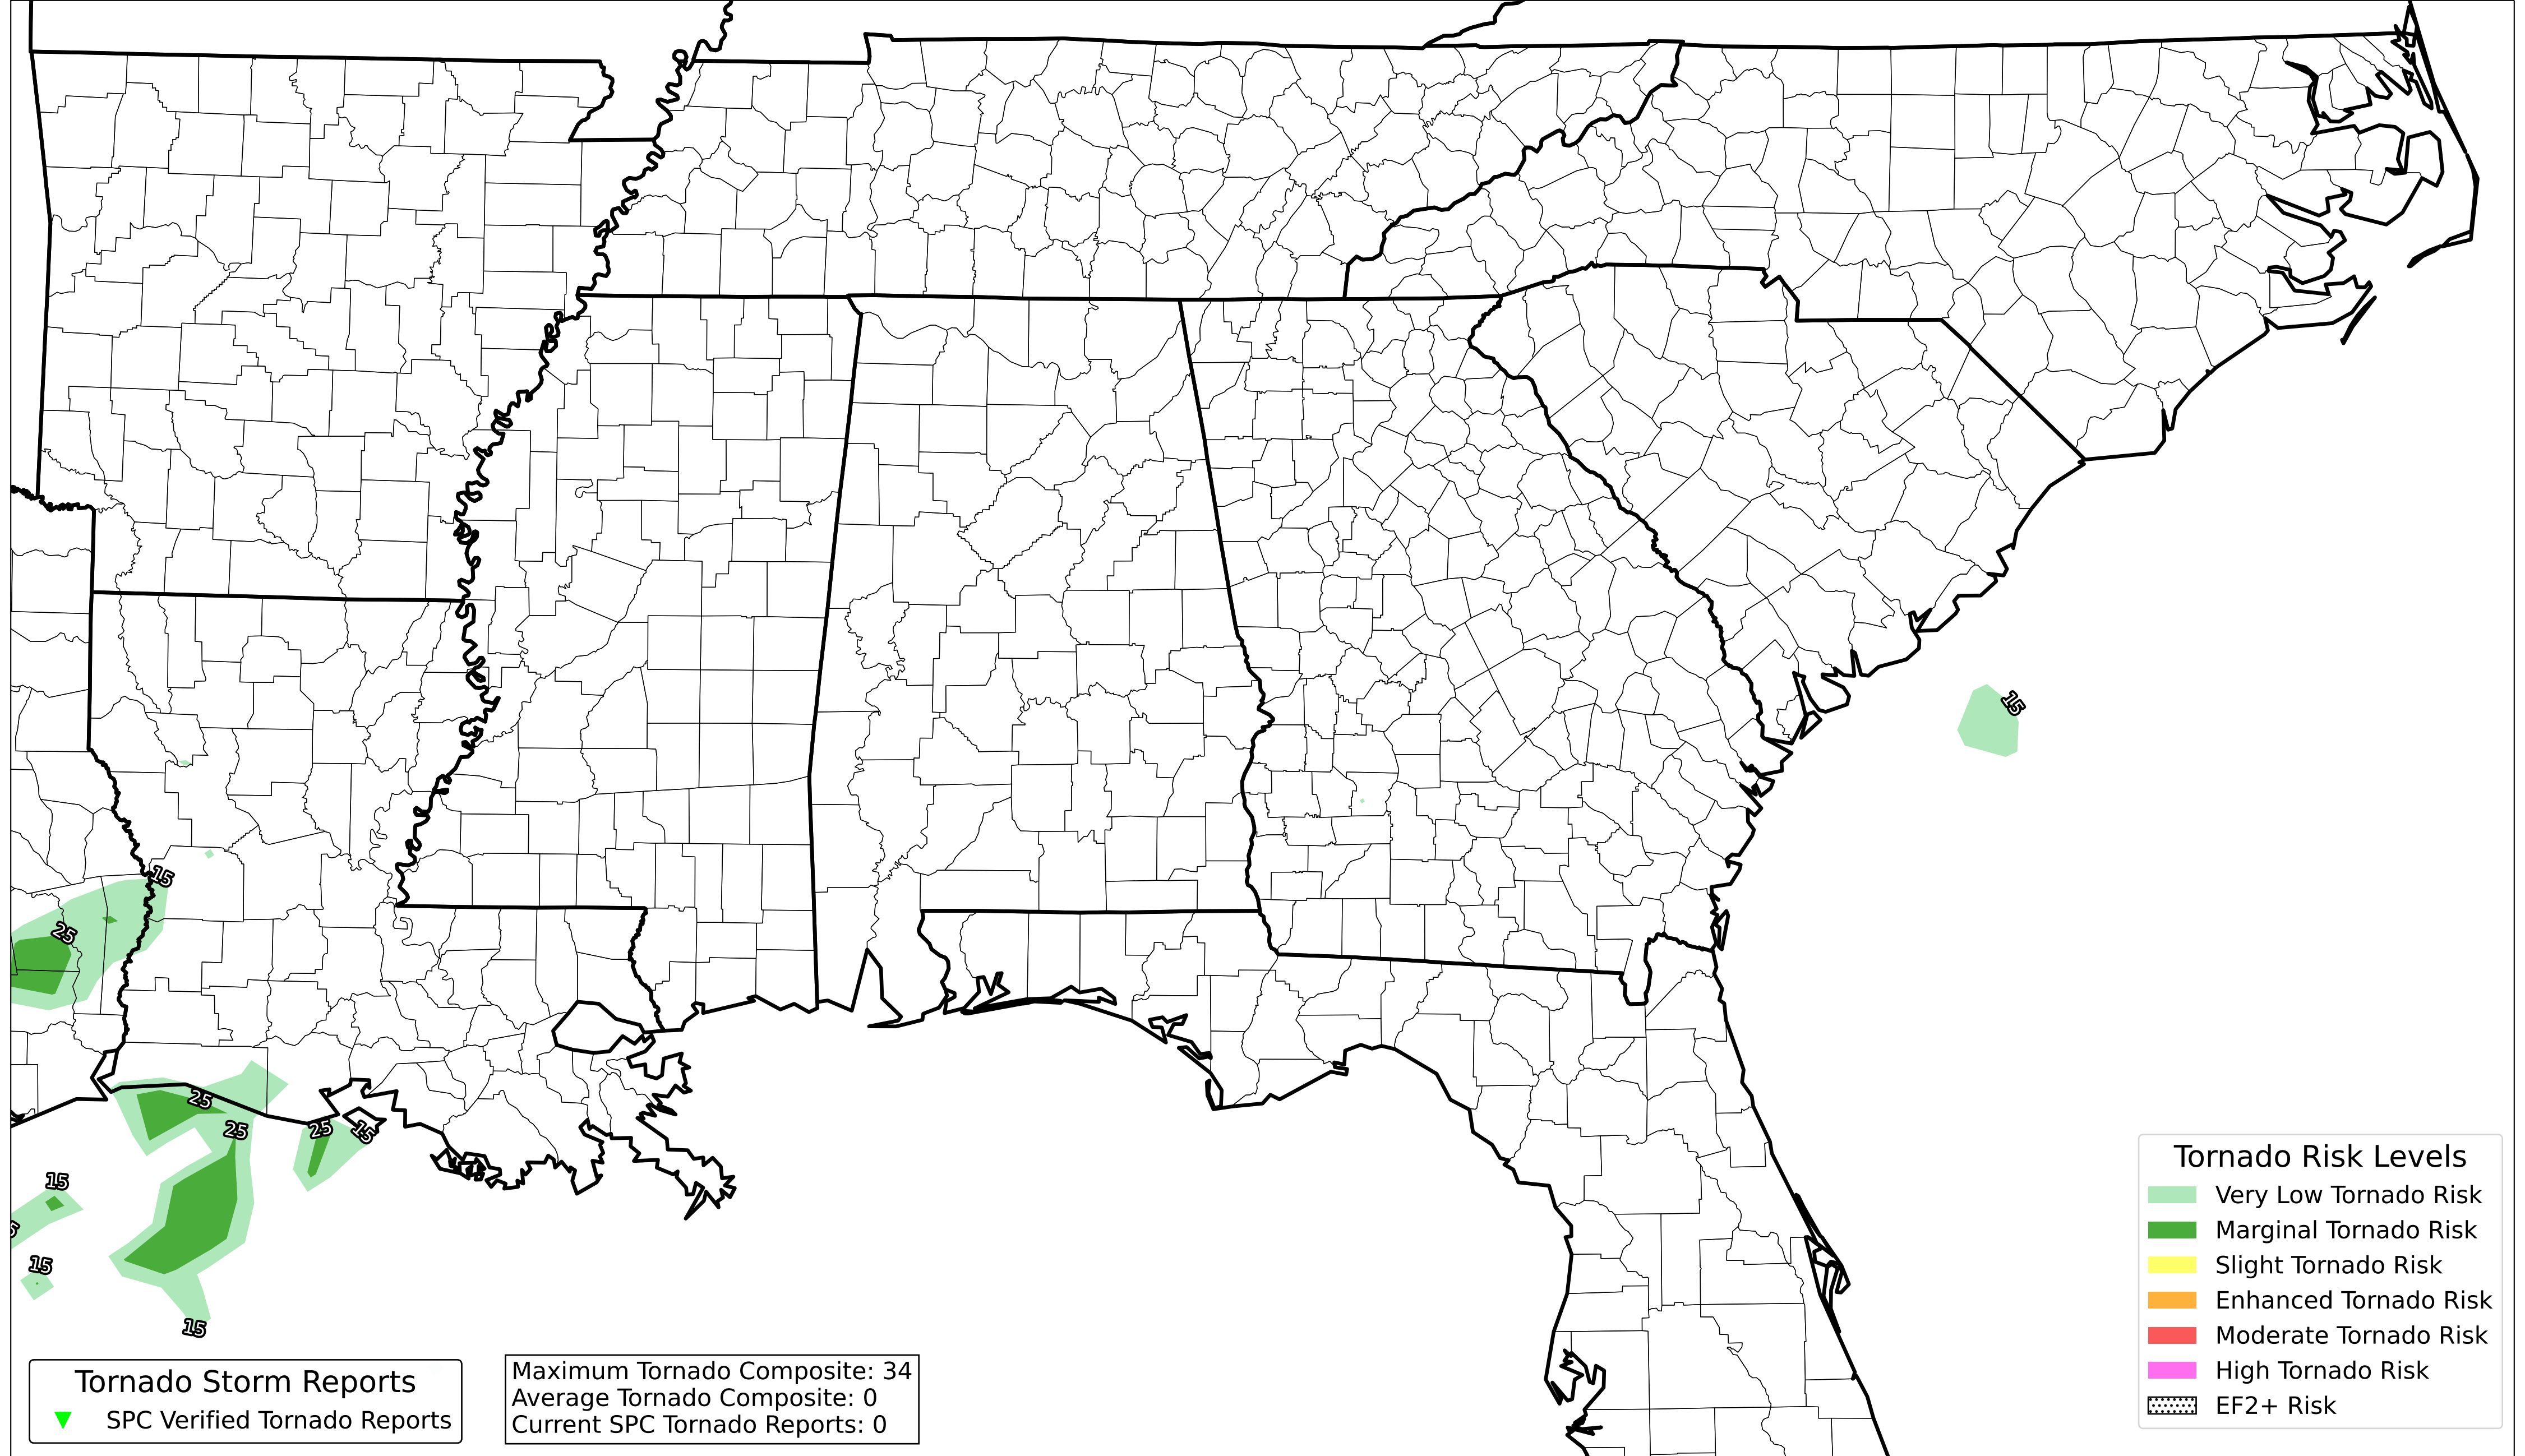 15
15
25
25
25
25
15
15
15
15
Tornado Risk Levels
Very Low Tornado Risk
Marginal Tornado Risk
Slight Tornado Risk
Enhanced Tornado Risk
Moderate Tornado Risk
High Tornado Risk
EF2+ Risk
Tornado Storm Reports
SPC Verified Tornado Reports
Maximum Tornado Composite: 34
Average Tornado Composite: 0
Current SPC Tornado Reports: 0